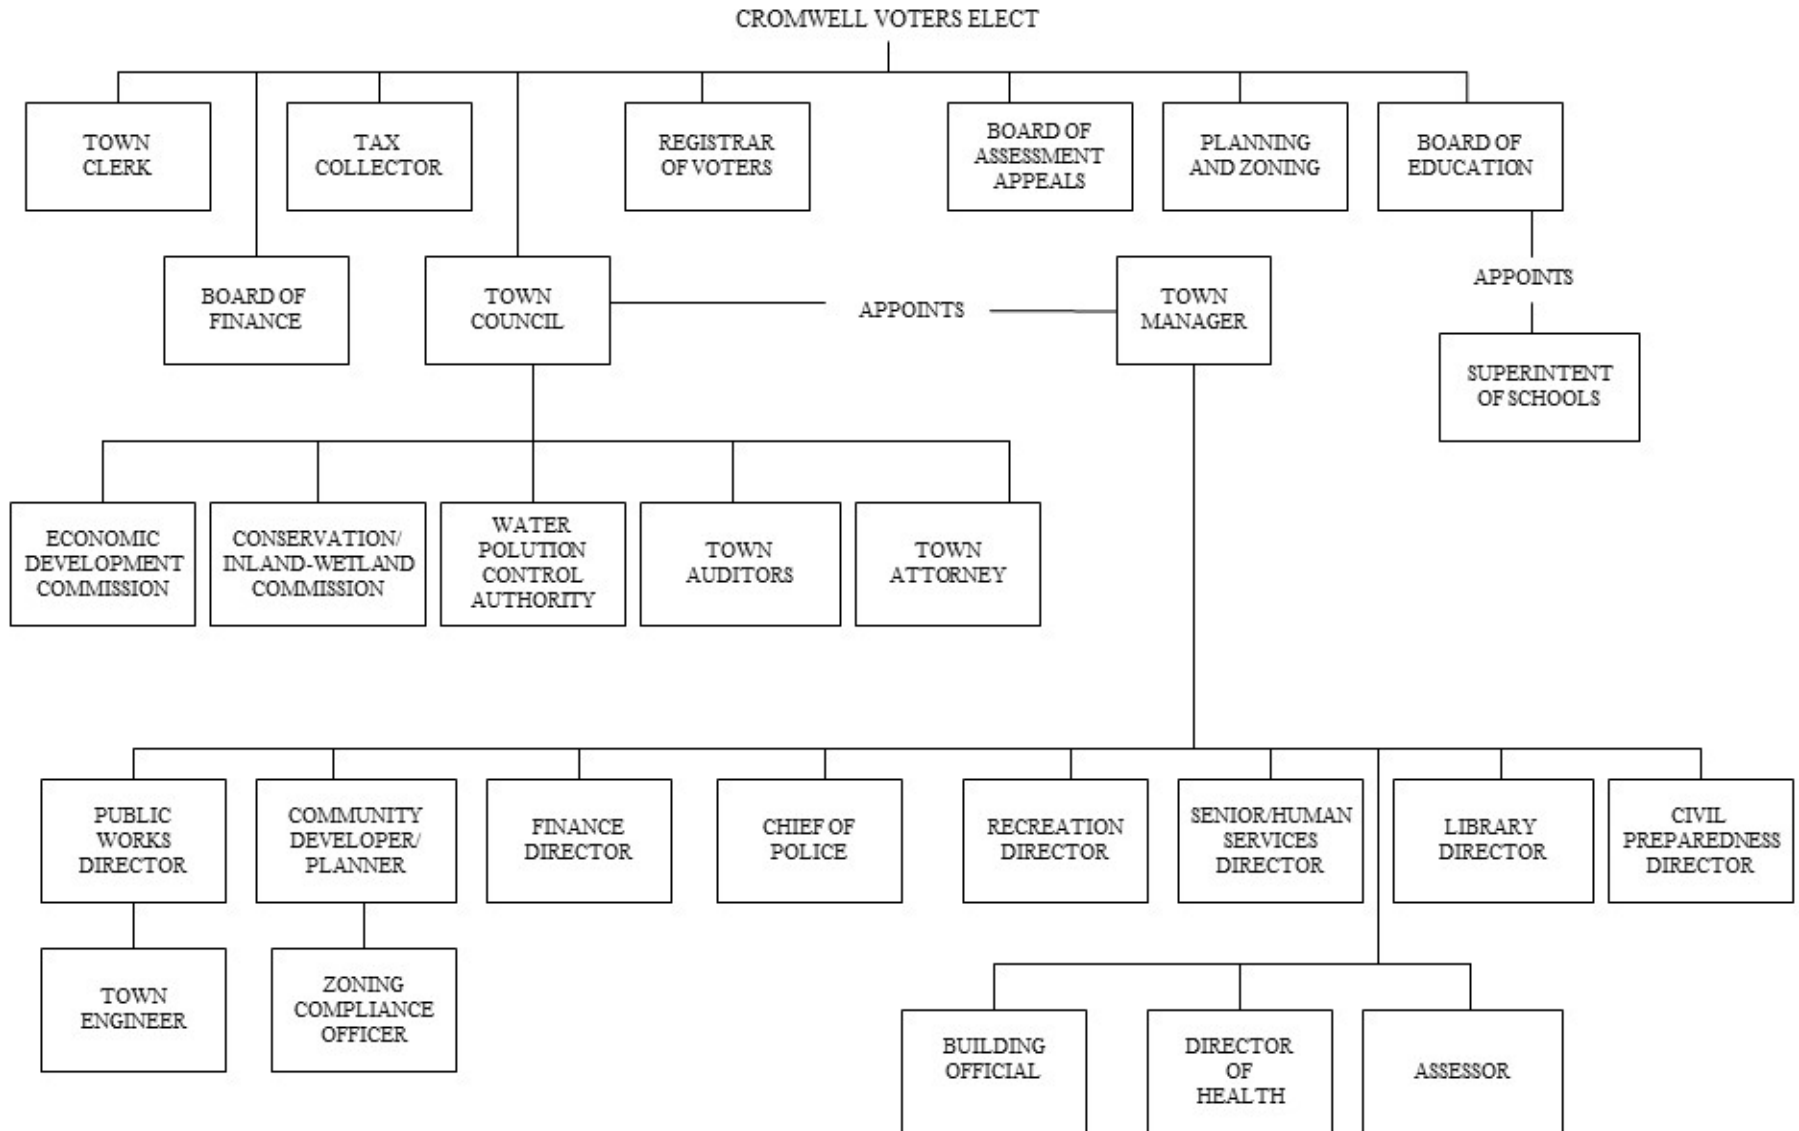 CROMWELL VOTERS ELECT
TOWN
CLERK
TAX
COLLECTOR
REGISTRAR
OF VOTERS
BOARD OF
ASSESSMENT
APPEALS
PLANNING
AND ZONING
BOARD OF
EDUCATION
BOARD OF
FINANCE
TOWN
COUNCIL
APPOINTS
TOWN
MANAGER
APPOINTS
SUPERINTENT
OF SCHOOLS
ECONOMIC
DEVELOPMENT
COMMISSION
CONSERVATION/
INLAND-WETLAND
COMMISSION
WATER
POLUTION
CONTROL
AUTHORITY
TOWN
AUDITORS
TOWN
ATTORNEY
PUBLIC
WORKS
DIRECTOR
COMMUNITY
DEVELOPER/
PLANNER
FINANCE
DIRECTOR
CHIEF OF
POLICE
RECREATION
DIRECTOR
SENIOR/HUMAN
SERVICES
DIRECTOR
LIBRARY
DIRECTOR
CIVIL
PREPAREDNESS
DIRECTOR
TOWN
ENGINEER
ZONING
COMPLIANCE
OFFICER
BUILDING
OFFICIAL
DIRECTOR
OF
HEALTH
ASSESSOR